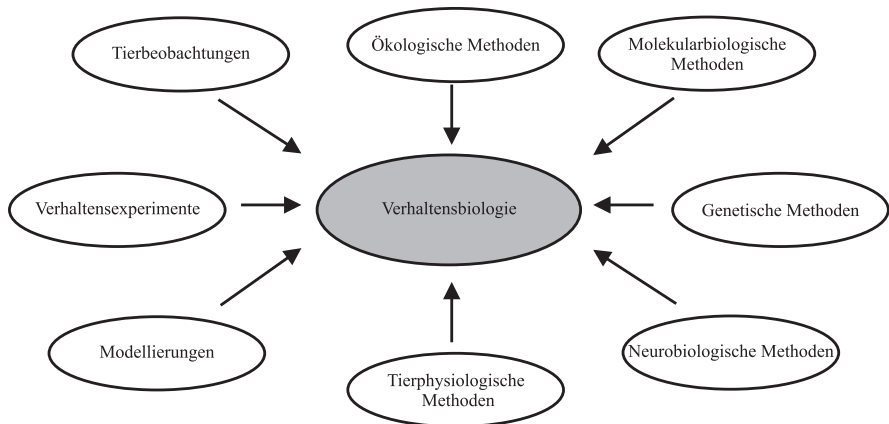 Tierbeobachtungen
Ökologische Methoden
Molekularbiologische
Methoden
Verhaltensexperimente
Verhaltensbiologie
Genetische Methoden
Modellierungen
Tierphysiologische
Methoden
Neurobiologische Methoden